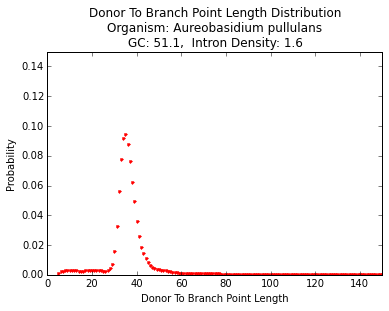 Donor To Branch Point Length Distribution
Organism: Aureobasidium pullulans
GC: 51.1,  Intron Density: 1.6
0.14
0.12
0.10
0.08
0.06
0.04
0.02
0.00
Probability
0 20 40 60 80 100 120 140
Donor To Branch Point Length